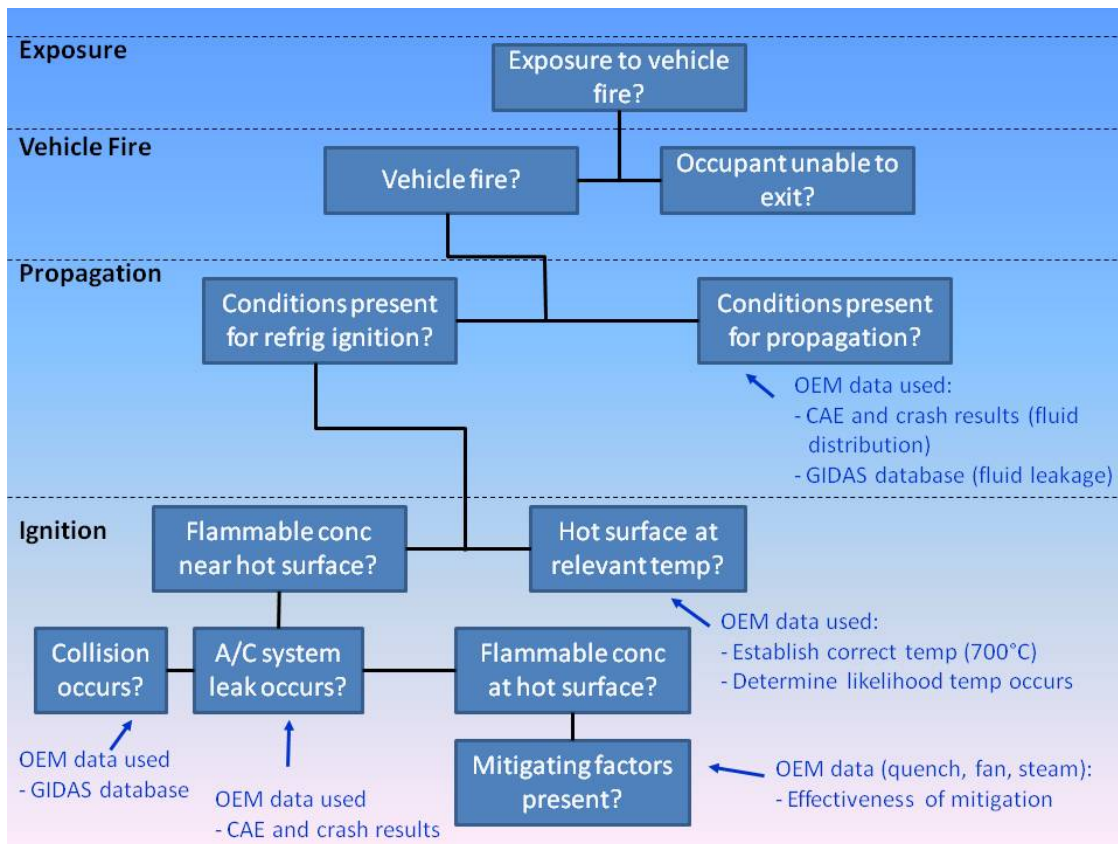 Exposure
Exposure to vehicle
fire?
Vehicle Fire
Vehicle fire?
Occupant unable to
exit?
Propagation
Conditions present
for refrig ignition?
Conditions present
for propagation?
OEM data used:
- CAE and crash results (fluid
distribution)
- GIDAS database (fluid leakage)
Ignition
Flammable conc
near hot surface?
Hot surface at
relevant temp?
OEM data used:
- Establish correct temp (700°C)
- Determine likelihood temp occurs
Collision
occurs?
A/C system
leak occurs?
Flammable conc
at hot surface?
OEM data used
- GIDAS database
OEM data used
- CAE and crash results
Mitigating factors
present?
OEM data (quench, fan, steam):
- Effectiveness of mitigation